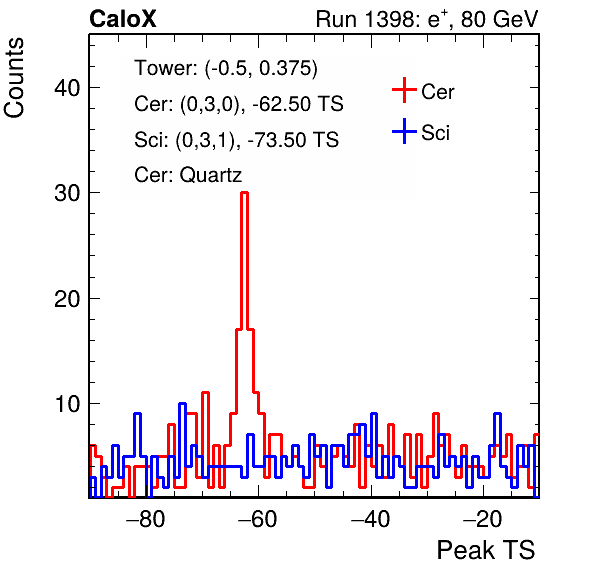 CaloX Run 1398: e+, 80 GeV
Counts
Tower: (-0.5, 0.375)
Cer: (0,3,0), -62.50 TS
Sci: (0,3,1), -73.50 TS
Cer: Quartz
Cer
Sci
40
30
20
10
−80 −60 −40 −20
Peak TS